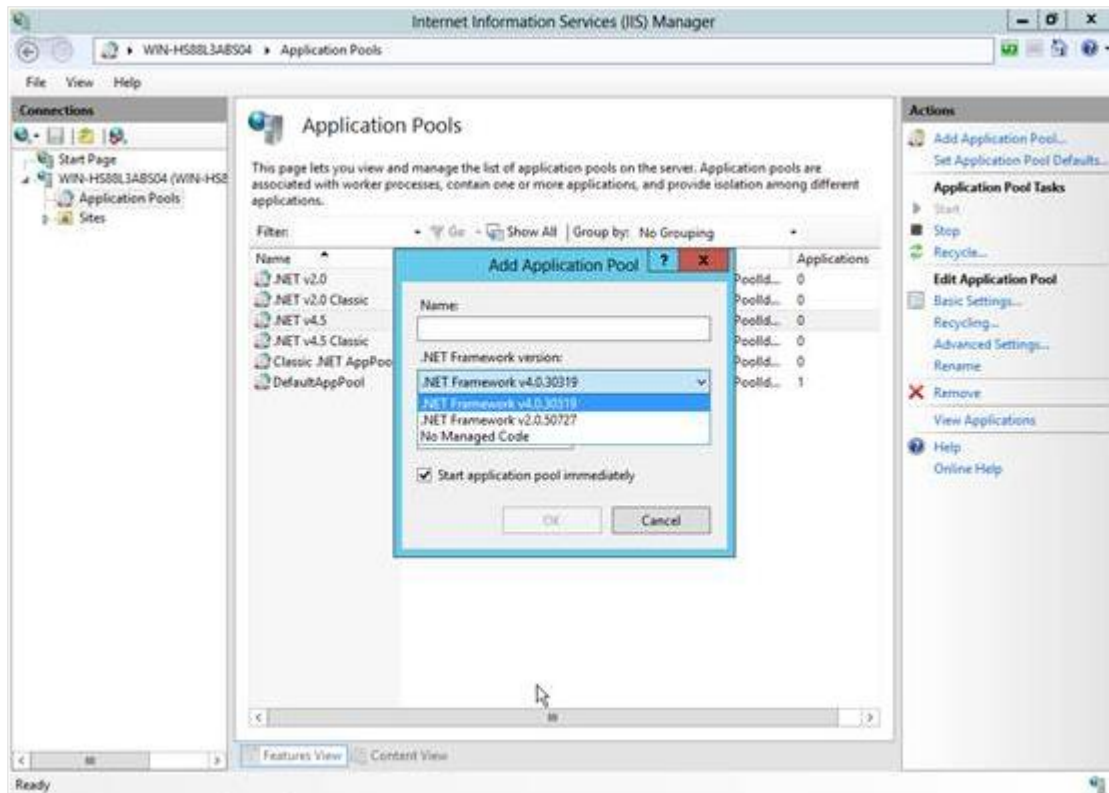 Internet Information Services (IIS) Manager
WIN-HS88L3ABS04 Application Pools
File View Help
Connections
Start Page
WIN-HS88L3ABS04 (WIN-HS8
Application Pools
Sites
Application Pools
This page lets you view and manage the list of application pools on the server. Application pools are
associated with worker processes, contain one or more applications, and provide isolation among different
applications.
Filter: Go Show All Group by: No Grouping
Name Applications
.NET v2.0 PoolId... 0
.NET v2.0 Classic PoolId... 0
.NET v4.5 PoolId... 0
.NET v4.5 Classic PoolId... 0
Classic .NET AppPoo PoolId... 0
DefaultAppPool PoolId... 1
Add Application Pool ? x
Name:
.NET Framework version:
.NET Framework v4.0.30319
.NET Framework v4.0.30319
.NET Framework v2.0.50727
No Managed Code
Start application pool immediately
OK Cancel
Features View Content View
Ready
Actions
Add Application Pool...
Set Application Pool Defaults...
Application Pool Tasks
Start
Stop
Recycle...
Edit Application Pool
Basic Settings...
Recycling...
Advanced Settings...
Rename
Remove
View Applications
Help
Online Help